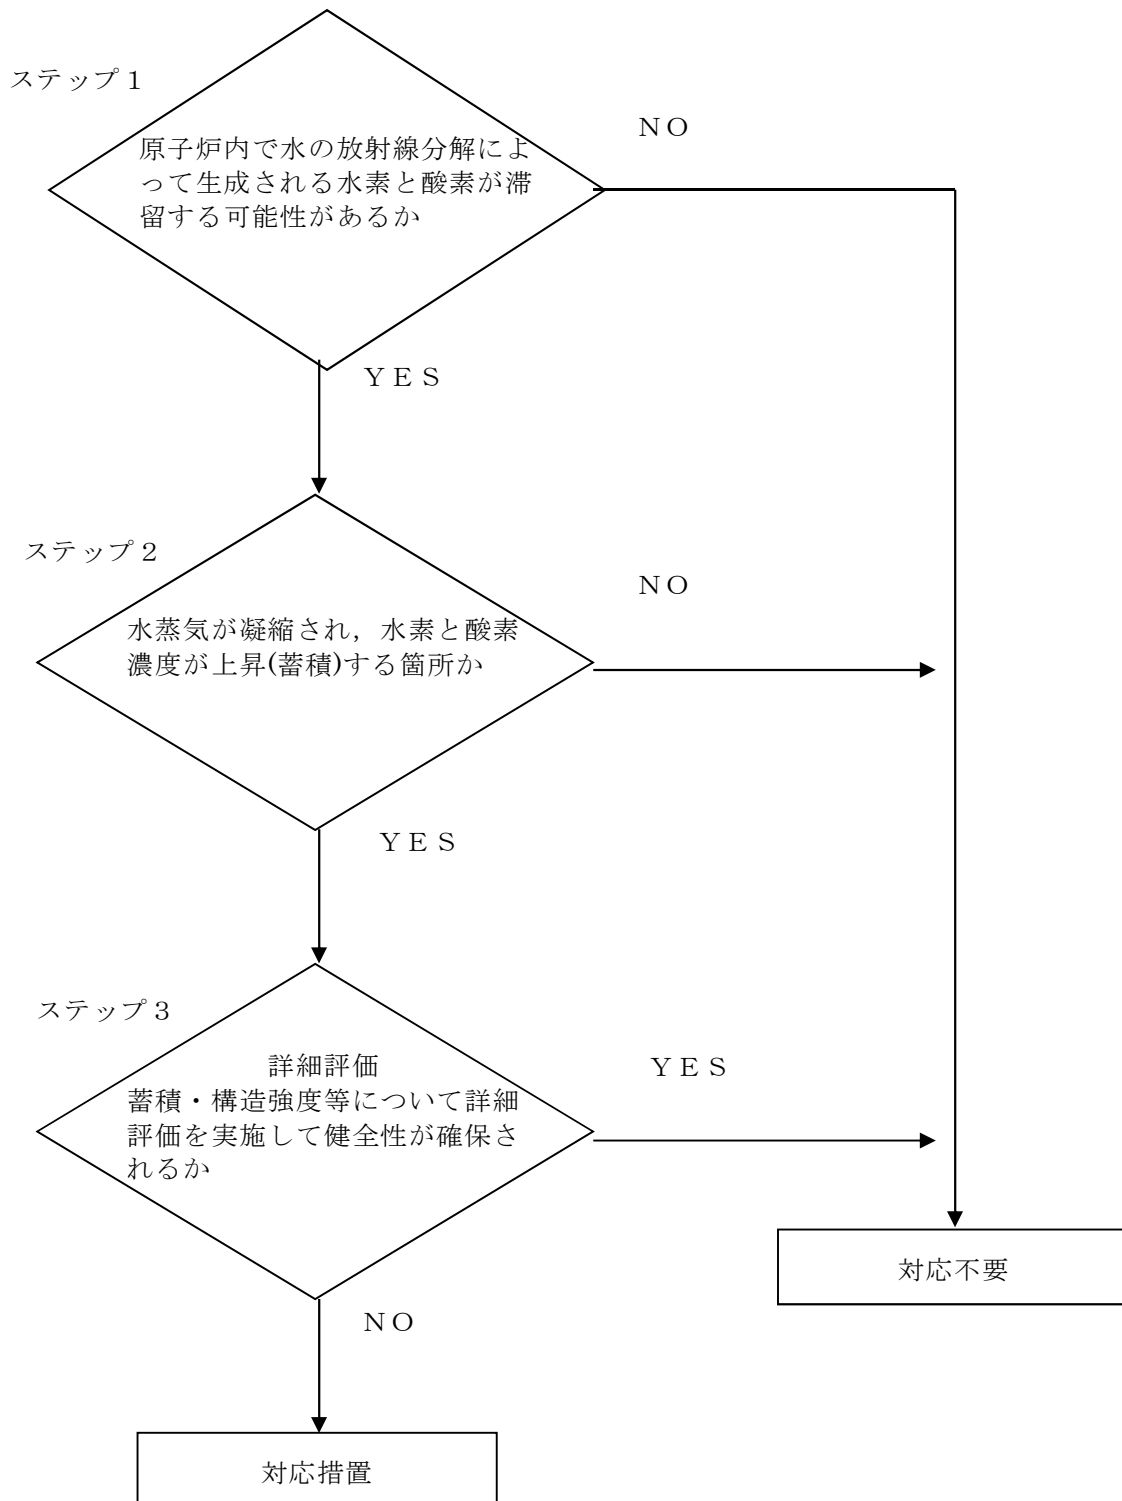 ステップ１
原子炉内で水の放射線分解によ
って生成される水素と酸素が滞
留する可能性があるか
ＮＯ
ＹＥＳ
ステップ２
水蒸気が凝縮され，水素と酸素
濃度が上昇(蓄積)する箇所か
ＮＯ
ＹＥＳ
ステップ３
詳細評価
蓄積・構造強度等について詳細
評価を実施して健全性が確保さ
れるか
ＹＥＳ
ＮＯ
対応不要
対応措置